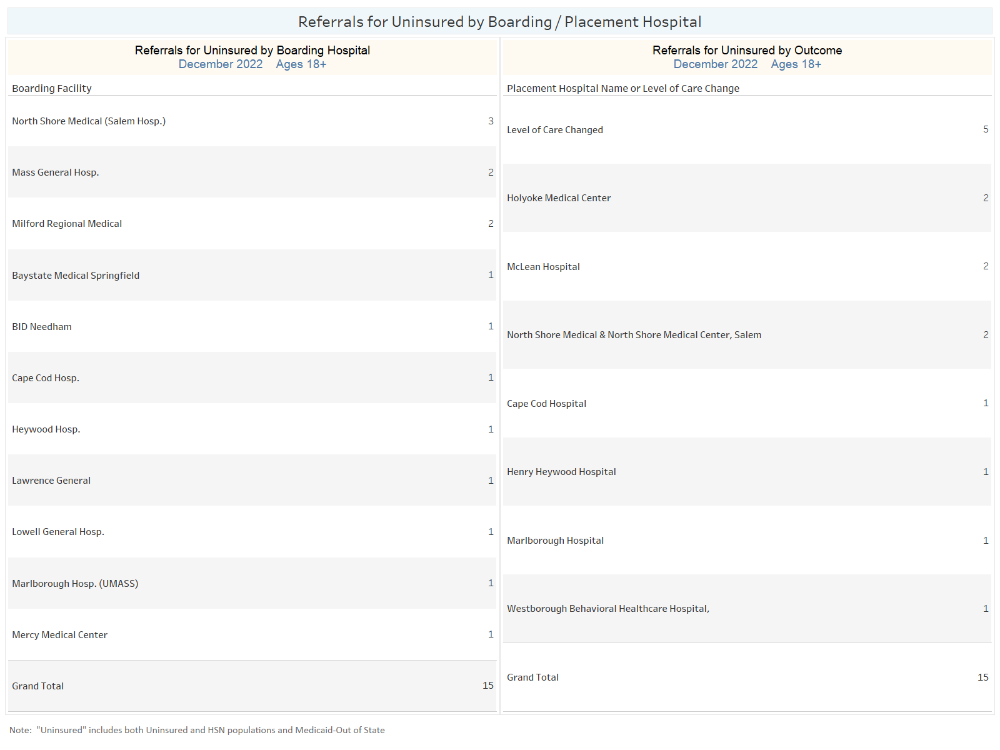 Referrals for Uninsured by Boarding / Placement Hospital
Referrals for Uninsured by Boarding Hospital
December 2022 Ages 18+
Boarding Facility
North Shore Medical (Salem Hosp.) 3
Mass General Hosp. 2
Milford Regional Medical 2
Baystate Medical Springfield 1
BID Needham 1
Cape Cod Hosp. 1
Heywood Hosp. 1
Lawrence General 1
Lowell General Hosp. 1
Marlborough Hosp. (UMASS) 1
Mercy Medical Center 1
Grand Total 15
Referrals for Uninsured by Outcome
December 2022 Ages 18+
Placement Hospital Name or Level of Care Change
Level of Care Changed 5
Holyoke Medical Center 2
McLean Hospital 2
North Shore Medical & North Shore Medical Center, Salem 2
Cape Cod Hospital 1
Henry Heywood Hospital 1
Marlborough Hospital 1
Westborough Behavioral Healthcare Hospital, 1
Grand Total 15
Note: "Uninsured" includes both Uninsured and HSN populations and Medicaid-Out of State